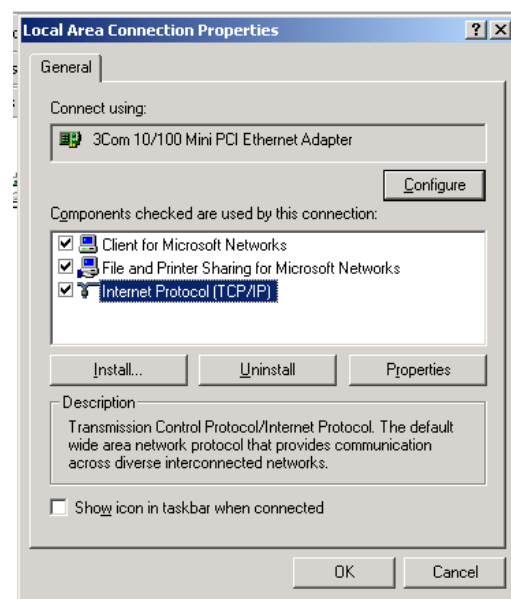 Local Area Connection Properties
General
Connect using:
3Com 10/100 Mini PCI Ethernet Adapter
Configure
Components checked are used by this connection:
Client for Microsoft Networks
File and Printer Sharing for Microsoft Networks
Internet Protocol (TCP/IP)
Install... Uninstall Properties
Description
Transmission Control Protocol/Internet Protocol. The default
wide area network protocol that provides communication
across diverse interconnected networks.
Show icon in taskbar when connected
OK Cancel